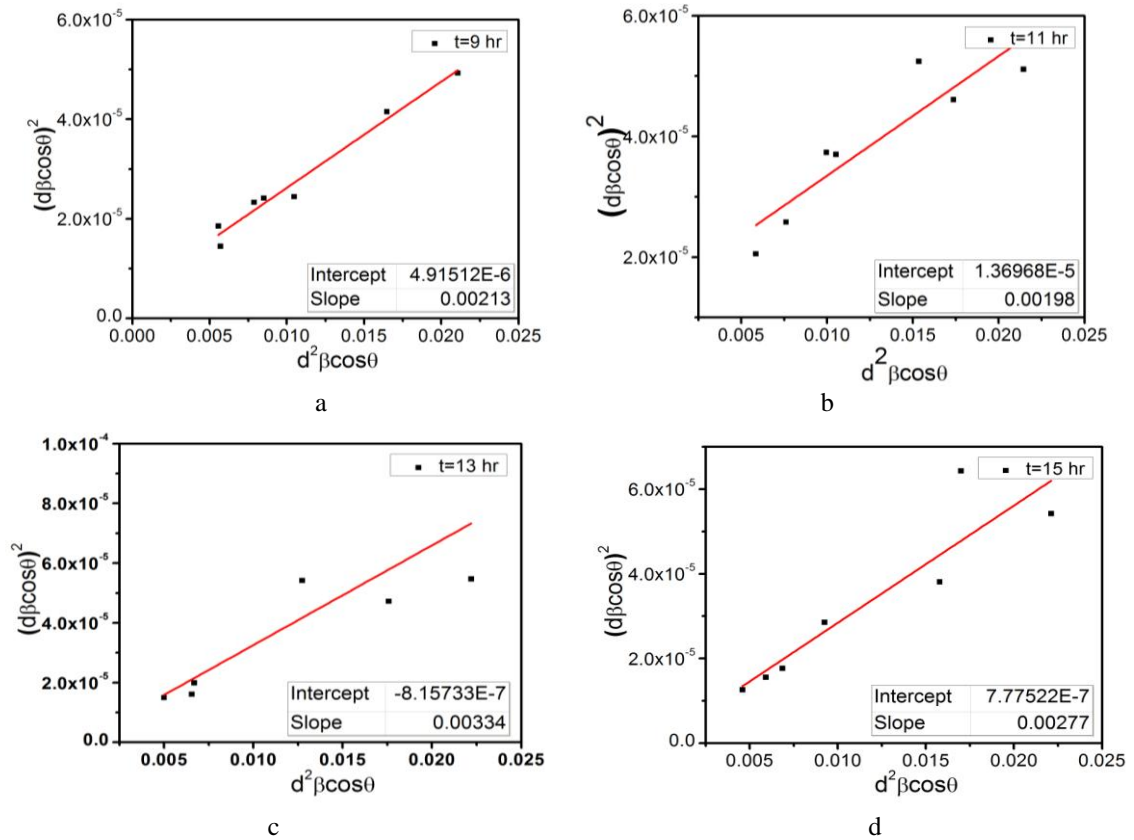 6.0x10⁻⁵
4.0x10⁻⁵
2.0x10⁻⁵
0.0
(dβcosθ)²
t=9 hr
Intercept 4.91512E-6
Slope 0.00213
0.000 0.005 0.010 0.015 0.020 0.025
d²βcosθ
a
6.0x10⁻⁵
4.0x10⁻⁵
2.0x10⁻⁵
(dβcosθ)²
t=11 hr
Intercept 1.36968E-5
Slope 0.00198
0.005 0.010 0.015 0.020 0.025
d²βcosθ
b
1.0x10⁻⁴
8.0x10⁻⁵
6.0x10⁻⁵
4.0x10⁻⁵
2.0x10⁻⁵
0.0
(dβcosθ)²
t=13 hr
Intercept -8.15733E-7
Slope 0.00334
0.005 0.010 0.015 0.020 0.025
d²βcosθ
c
6.0x10⁻⁵
4.0x10⁻⁵
2.0x10⁻⁵
0.0
(dβcosθ)²
t=15 hr
Intercept 7.77522E-7
Slope 0.00277
0.005 0.010 0.015 0.020 0.025
d²βcosθ
d